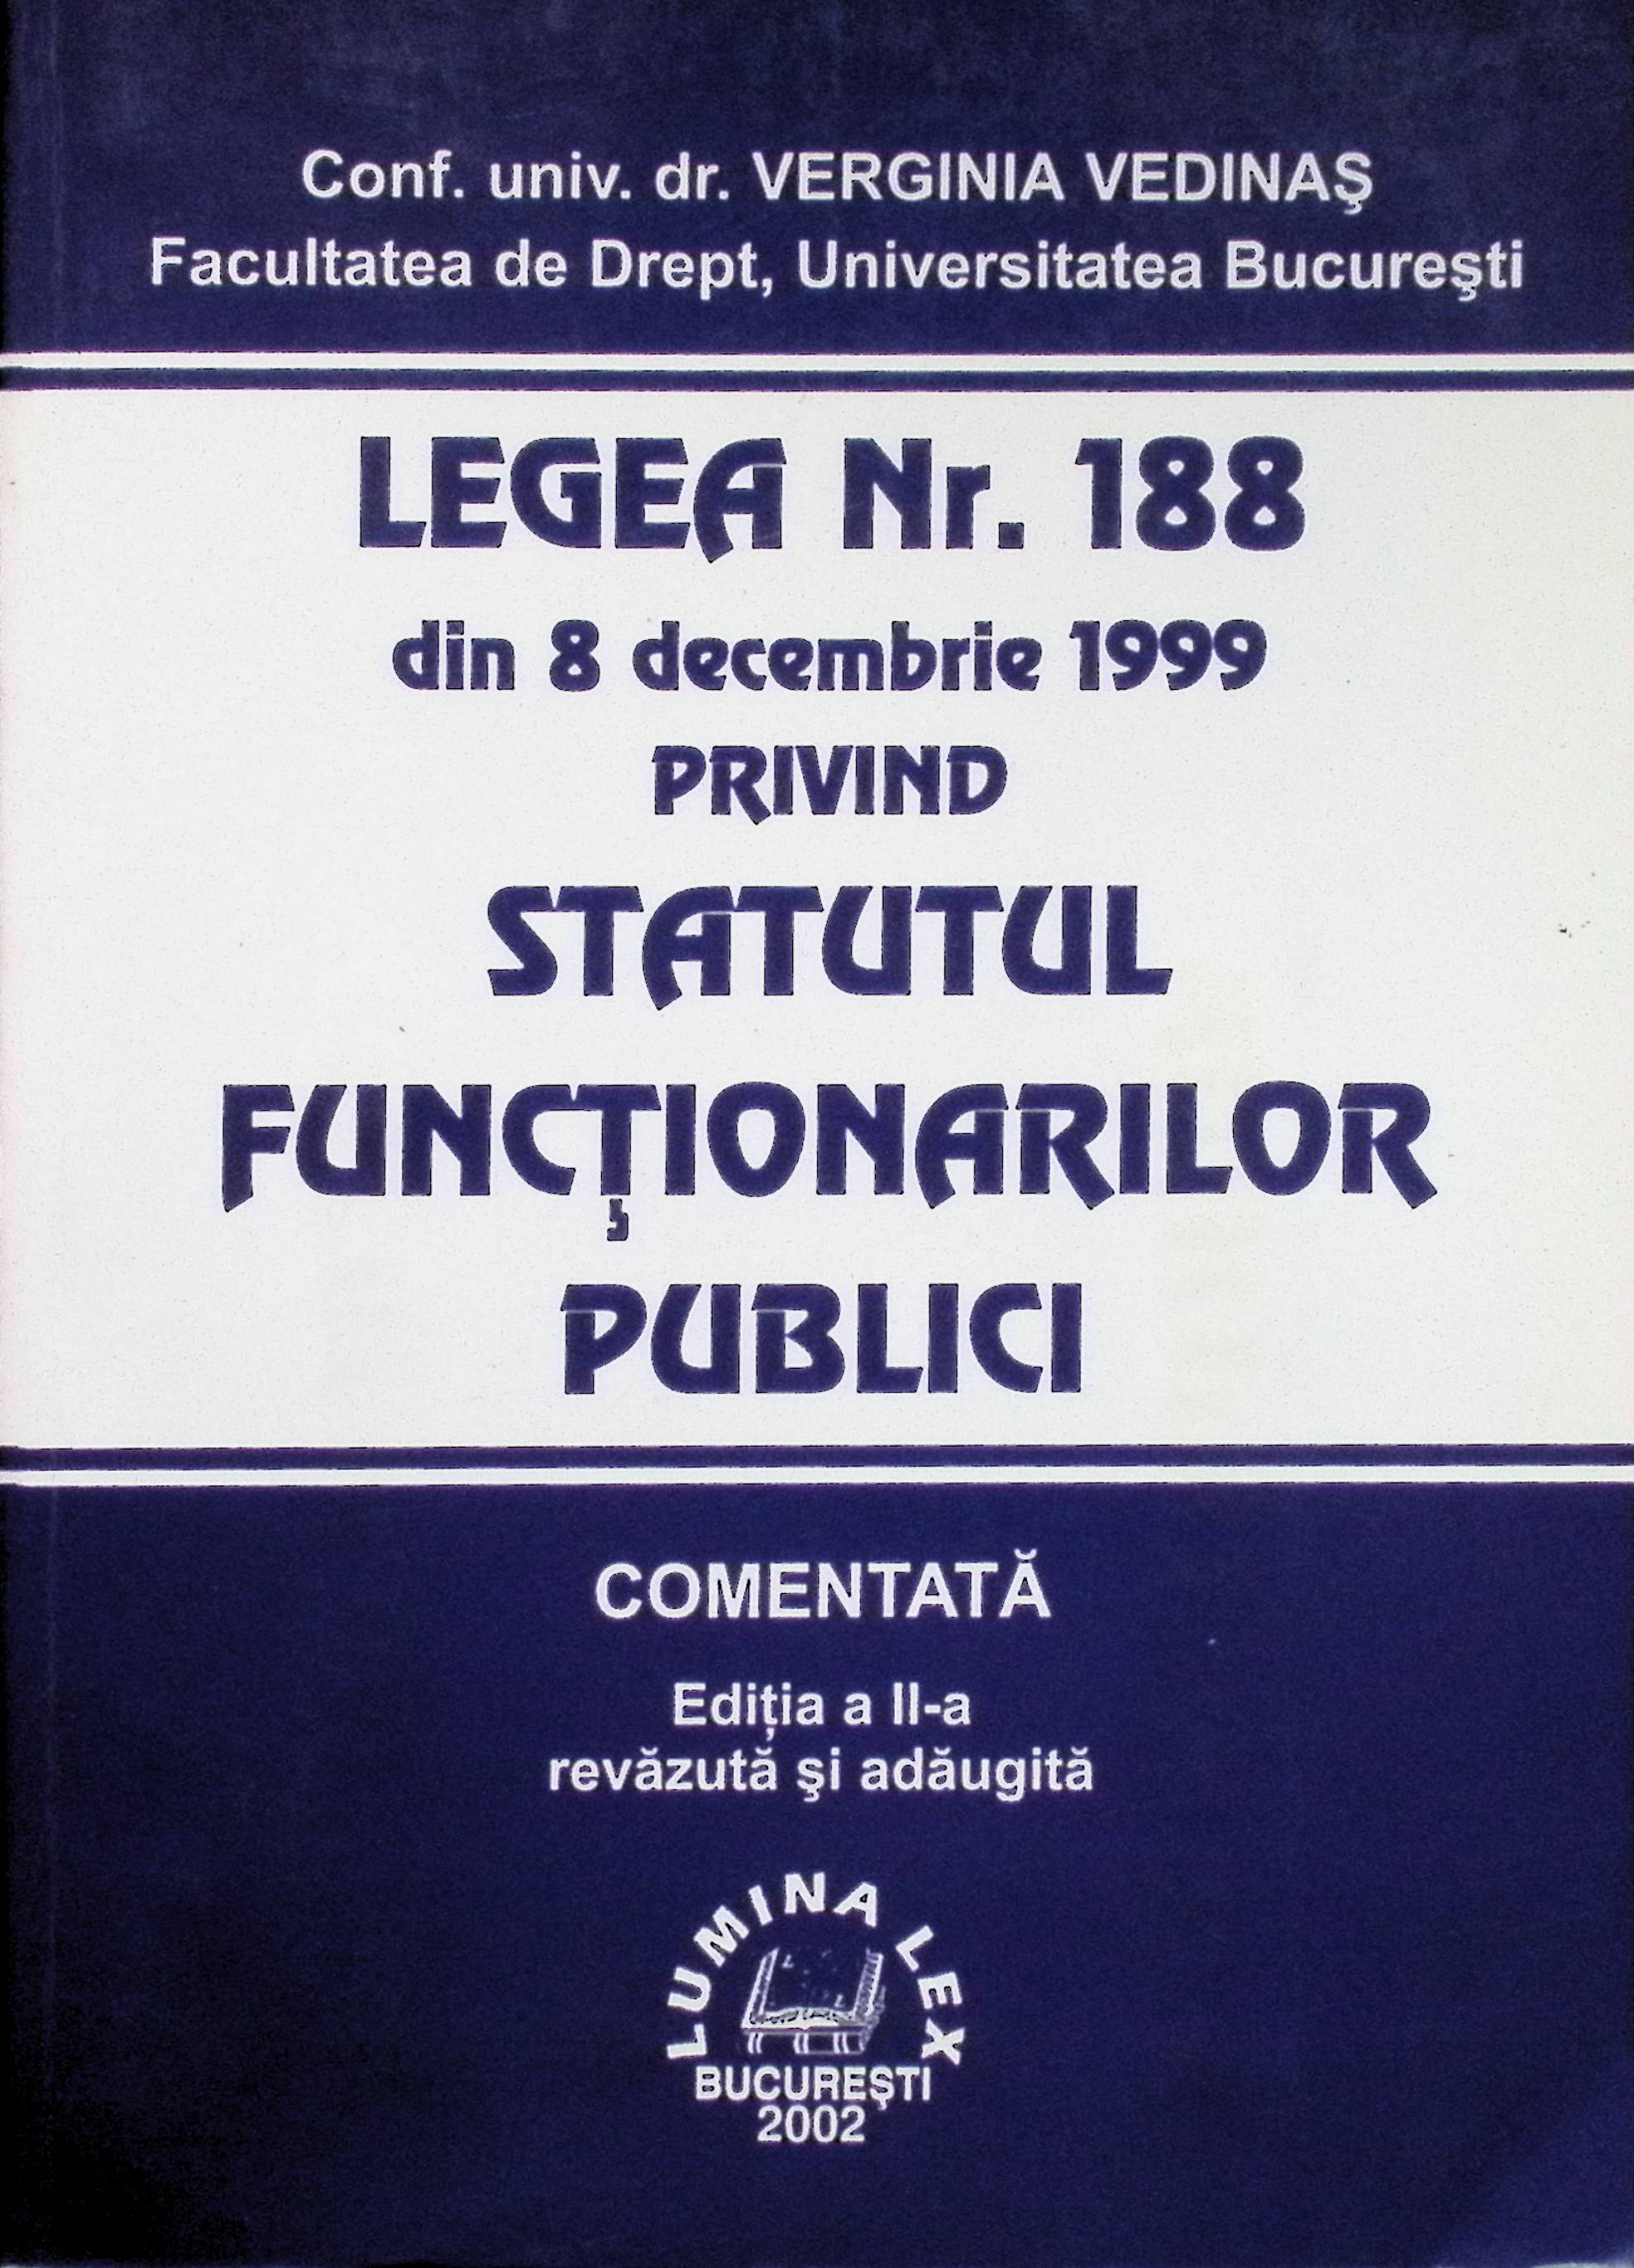 Conf. univ. dr. VERGINIA VEDINAŞ
Facultatea de Drept, Universitatea Bucureşti
LEGEA Nr. 188
din 8 decembrie 1999
PRIVIND
STATUTUL
FUNCŢIONARILOR
PUBLICI
COMENTATĂ
Ediţia a II-a
revăzută şi adăugită
LUMINA LEX
BUCUREŞTI
2002